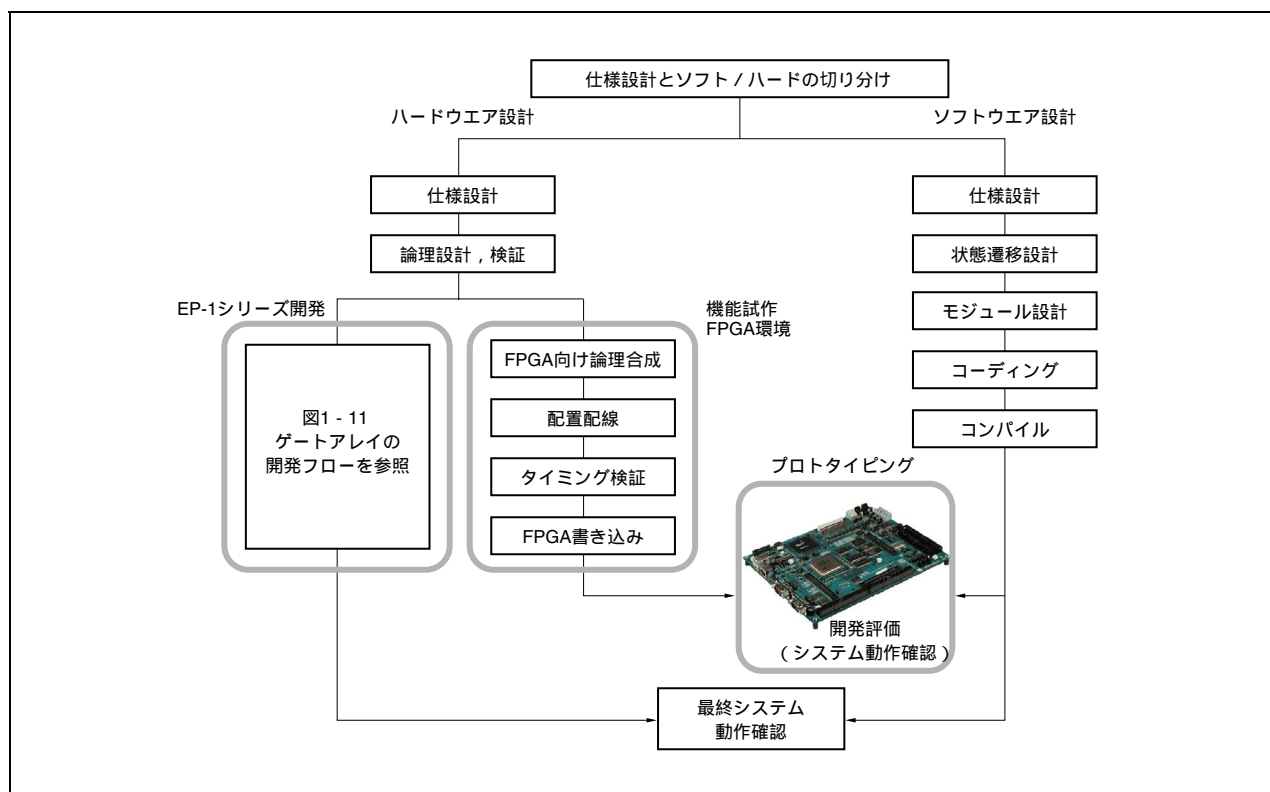 仕様設計とソフト / ハードの切り分け
ハードウエア設計
ソフトウエア設計
仕様設計
論理設計，検証
仕様設計
状態遷移設計
モジュール設計
コーディング
コンパイル
EP-1シリーズ開発
図1 - 11
ゲートアレイの
開発フローを参照
機能試作
FPGA環境
FPGA向け論理合成
配置配線
タイミング検証
FPGA書き込み
プロトタイピング
開発評価
（システム動作確認）
最終システム
動作確認